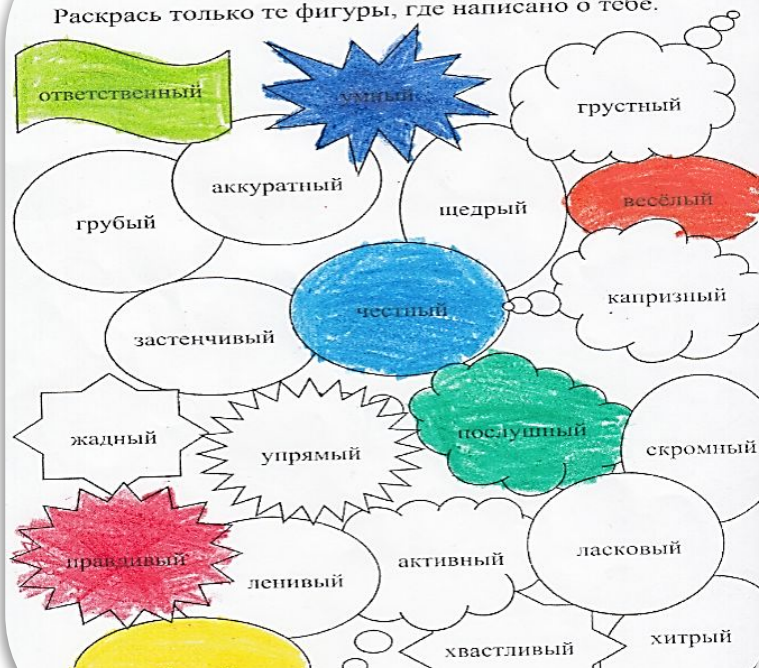 Раскрась только те фигуры, где написано о тебе.
ответственный
умный
грустный
аккуратный
грубый
щедрый
весёлый
честный
капризный
застенчивый
жадный
упрямый
послушный
скромный
правдивый
ленивый
активный
ласковый
хвастливый
хитрый